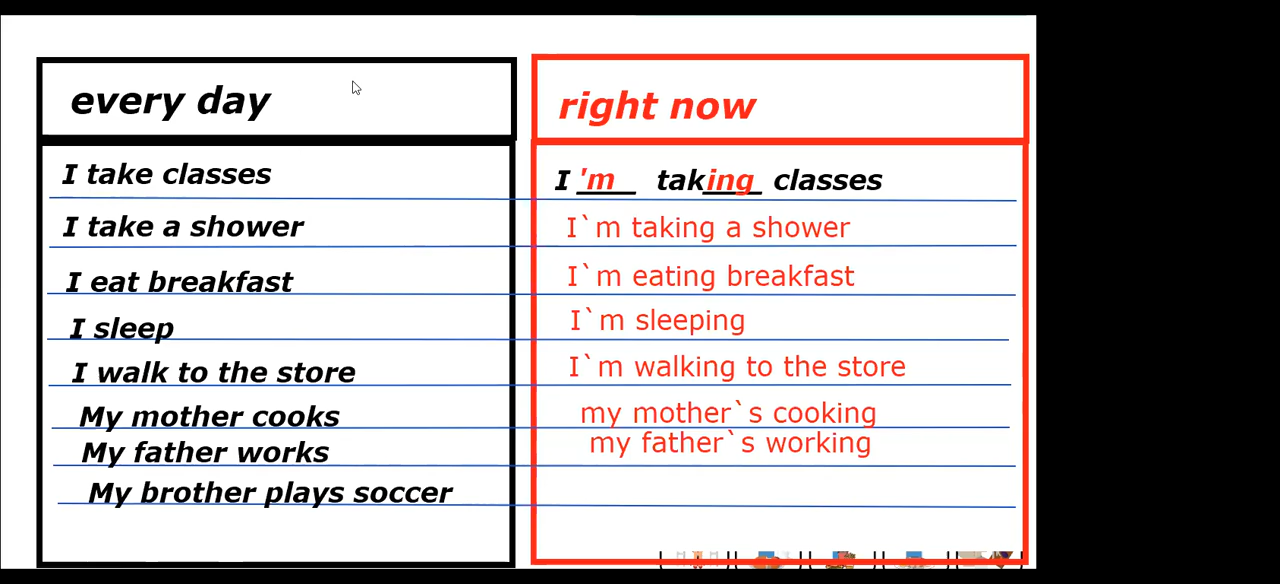 every day
right now
I take classes
I 'm taking classes
I take a shower
I`m taking a shower
I eat breakfast
I`m eating breakfast
I sleep
I`m sleeping
I walk to the store
I`m walking to the store
My mother cooks
my mother`s cooking
My father works
my father`s working
My brother plays soccer